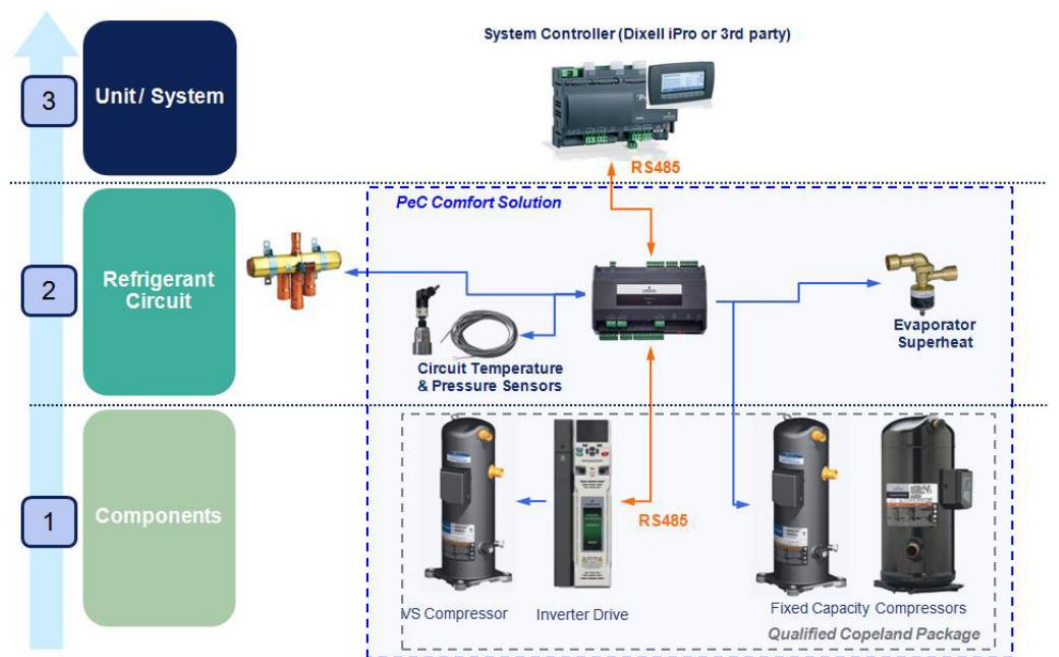 System Controller (Dixell iPro or 3rd party)
3
Unit / System
RS485
PeC Comfort Solution
2
Refrigerant
Circuit
Evaporator
Superheat
Circuit Temperature
& Pressure Sensors
1
Components
RS485
VS Compressor
Inverter Drive
Fixed Capacity Compressors
Qualified Copeland Package